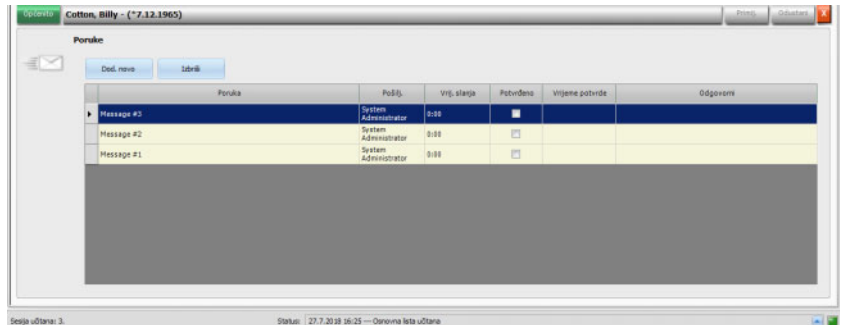 Općenito Cotton, Billy - (*7.12.1965) Primij. Odustani X
Poruke
Dod. novo Izbriši
Poruka Pošilj. Vrij. slanja Potvrđeno Vrijeme potvrde Odgovorni
Message #3 System Administrator 0:00
Message #2 System Administrator 0:00
Message #1 System Administrator 0:00
Sesija učitana: 3. Status: 27.7.2018 16:25 — Osnovna lista učitana